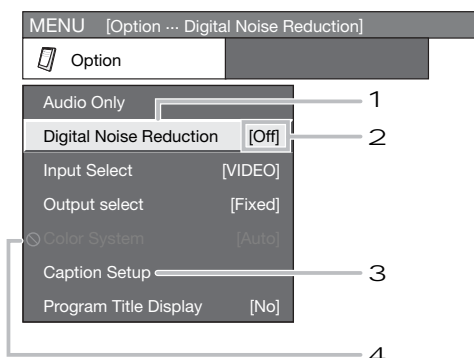 MENU [Option ··· Digital Noise Reduction]
Option
Audio Only
1
Digital Noise Reduction [Off]
2
Input Select [VIDEO]
Output select [Fixed]
Color System [Auto]
Caption Setup
3
Program Title Display [No]
4